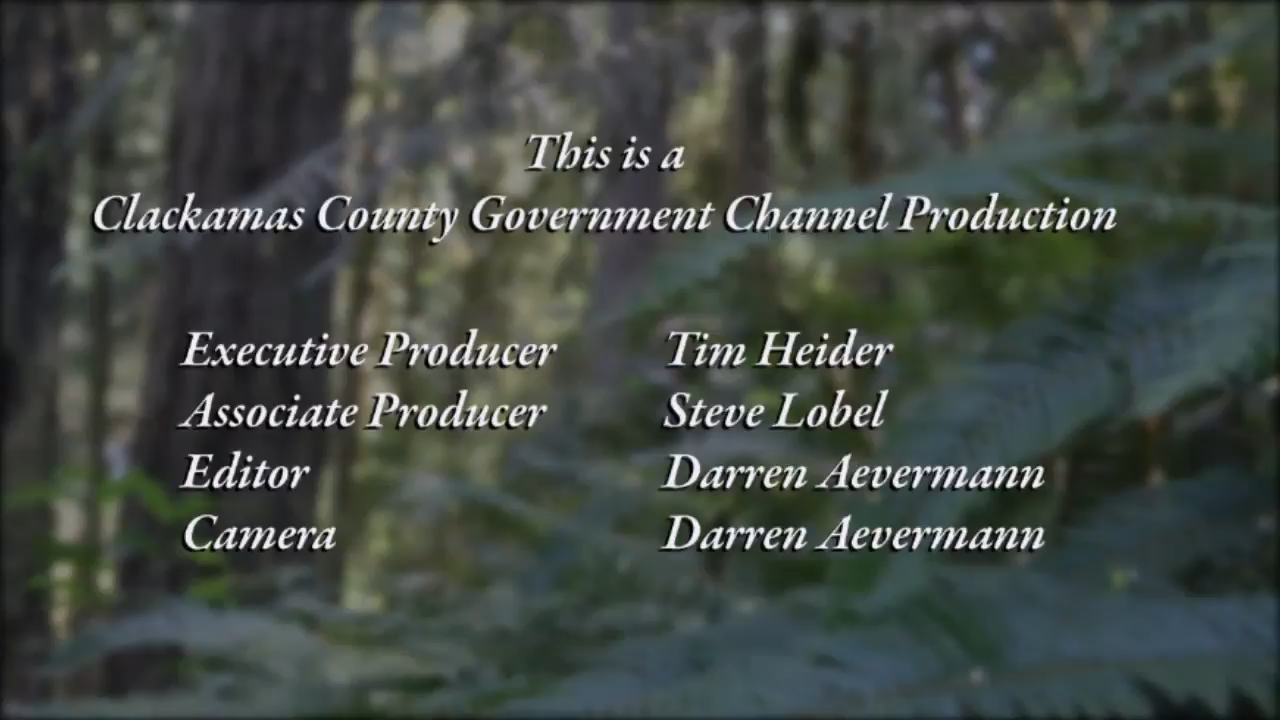 This is a
Clackamas County Government Channel Production
Executive Producer Tim Heider
Associate Producer Steve Lobel
Editor Darren Aevermann
Camera Darren Aevermann